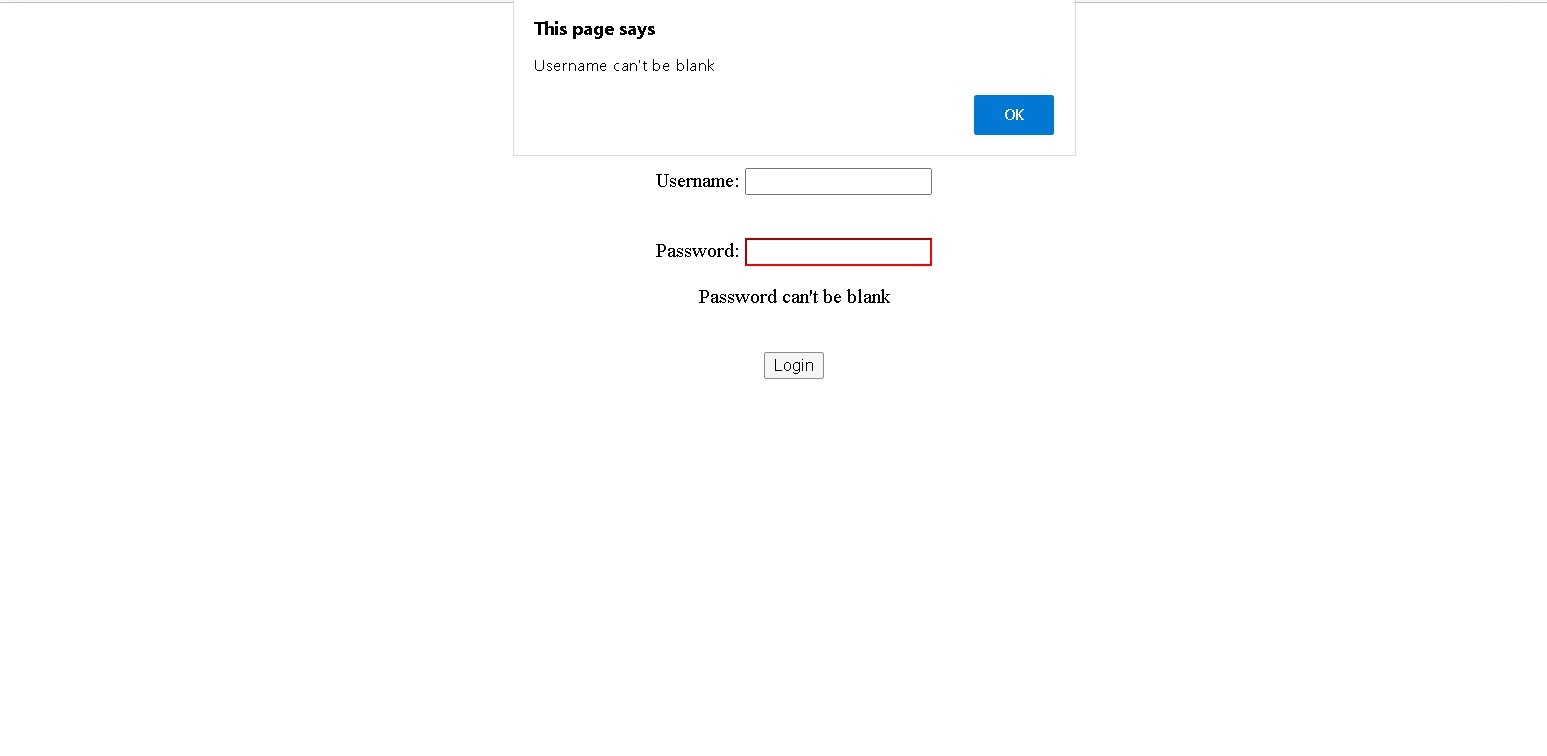 This page says
Username can't be blank
OK
Username:
Password:
Password can't be blank
Login